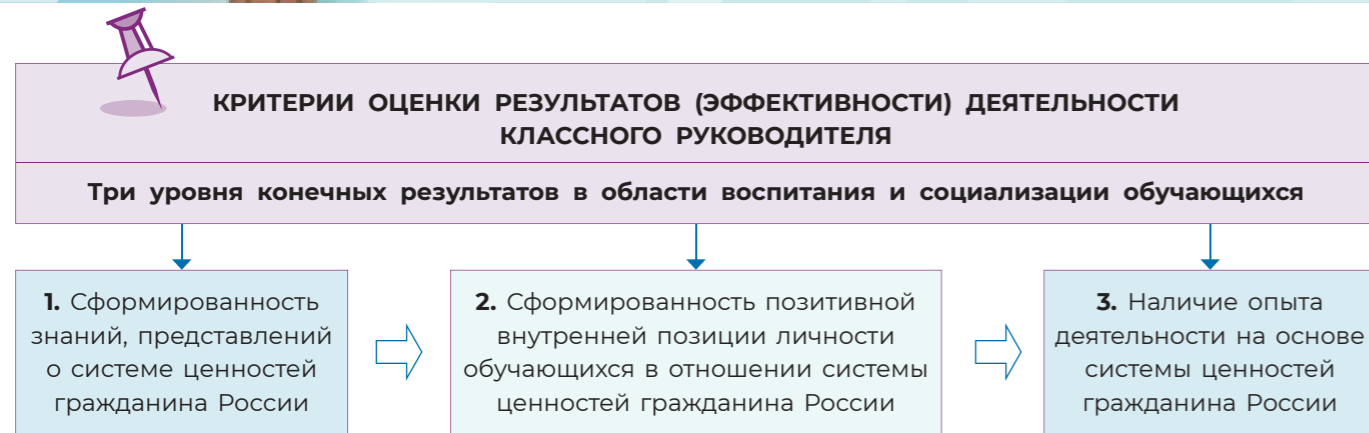 КРИТЕРИИ ОЦЕНКИ РЕЗУЛЬТАТОВ (ЭФФЕКТИВНОСТИ) ДЕЯТЕЛЬНОСТИ
КЛАССНОГО РУКОВОДИТЕЛЯ
Три уровня конечных результатов в области воспитания и социализации обучающихся
1. Сформированность
знаний, представлений
о системе ценностей
гражданина России
2. Сформированность позитивной
внутренней позиции личности
обучающихся в отношении системы
ценностей гражданина России
3. Наличие опыта
деятельности на основе
системы ценностей
гражданина России